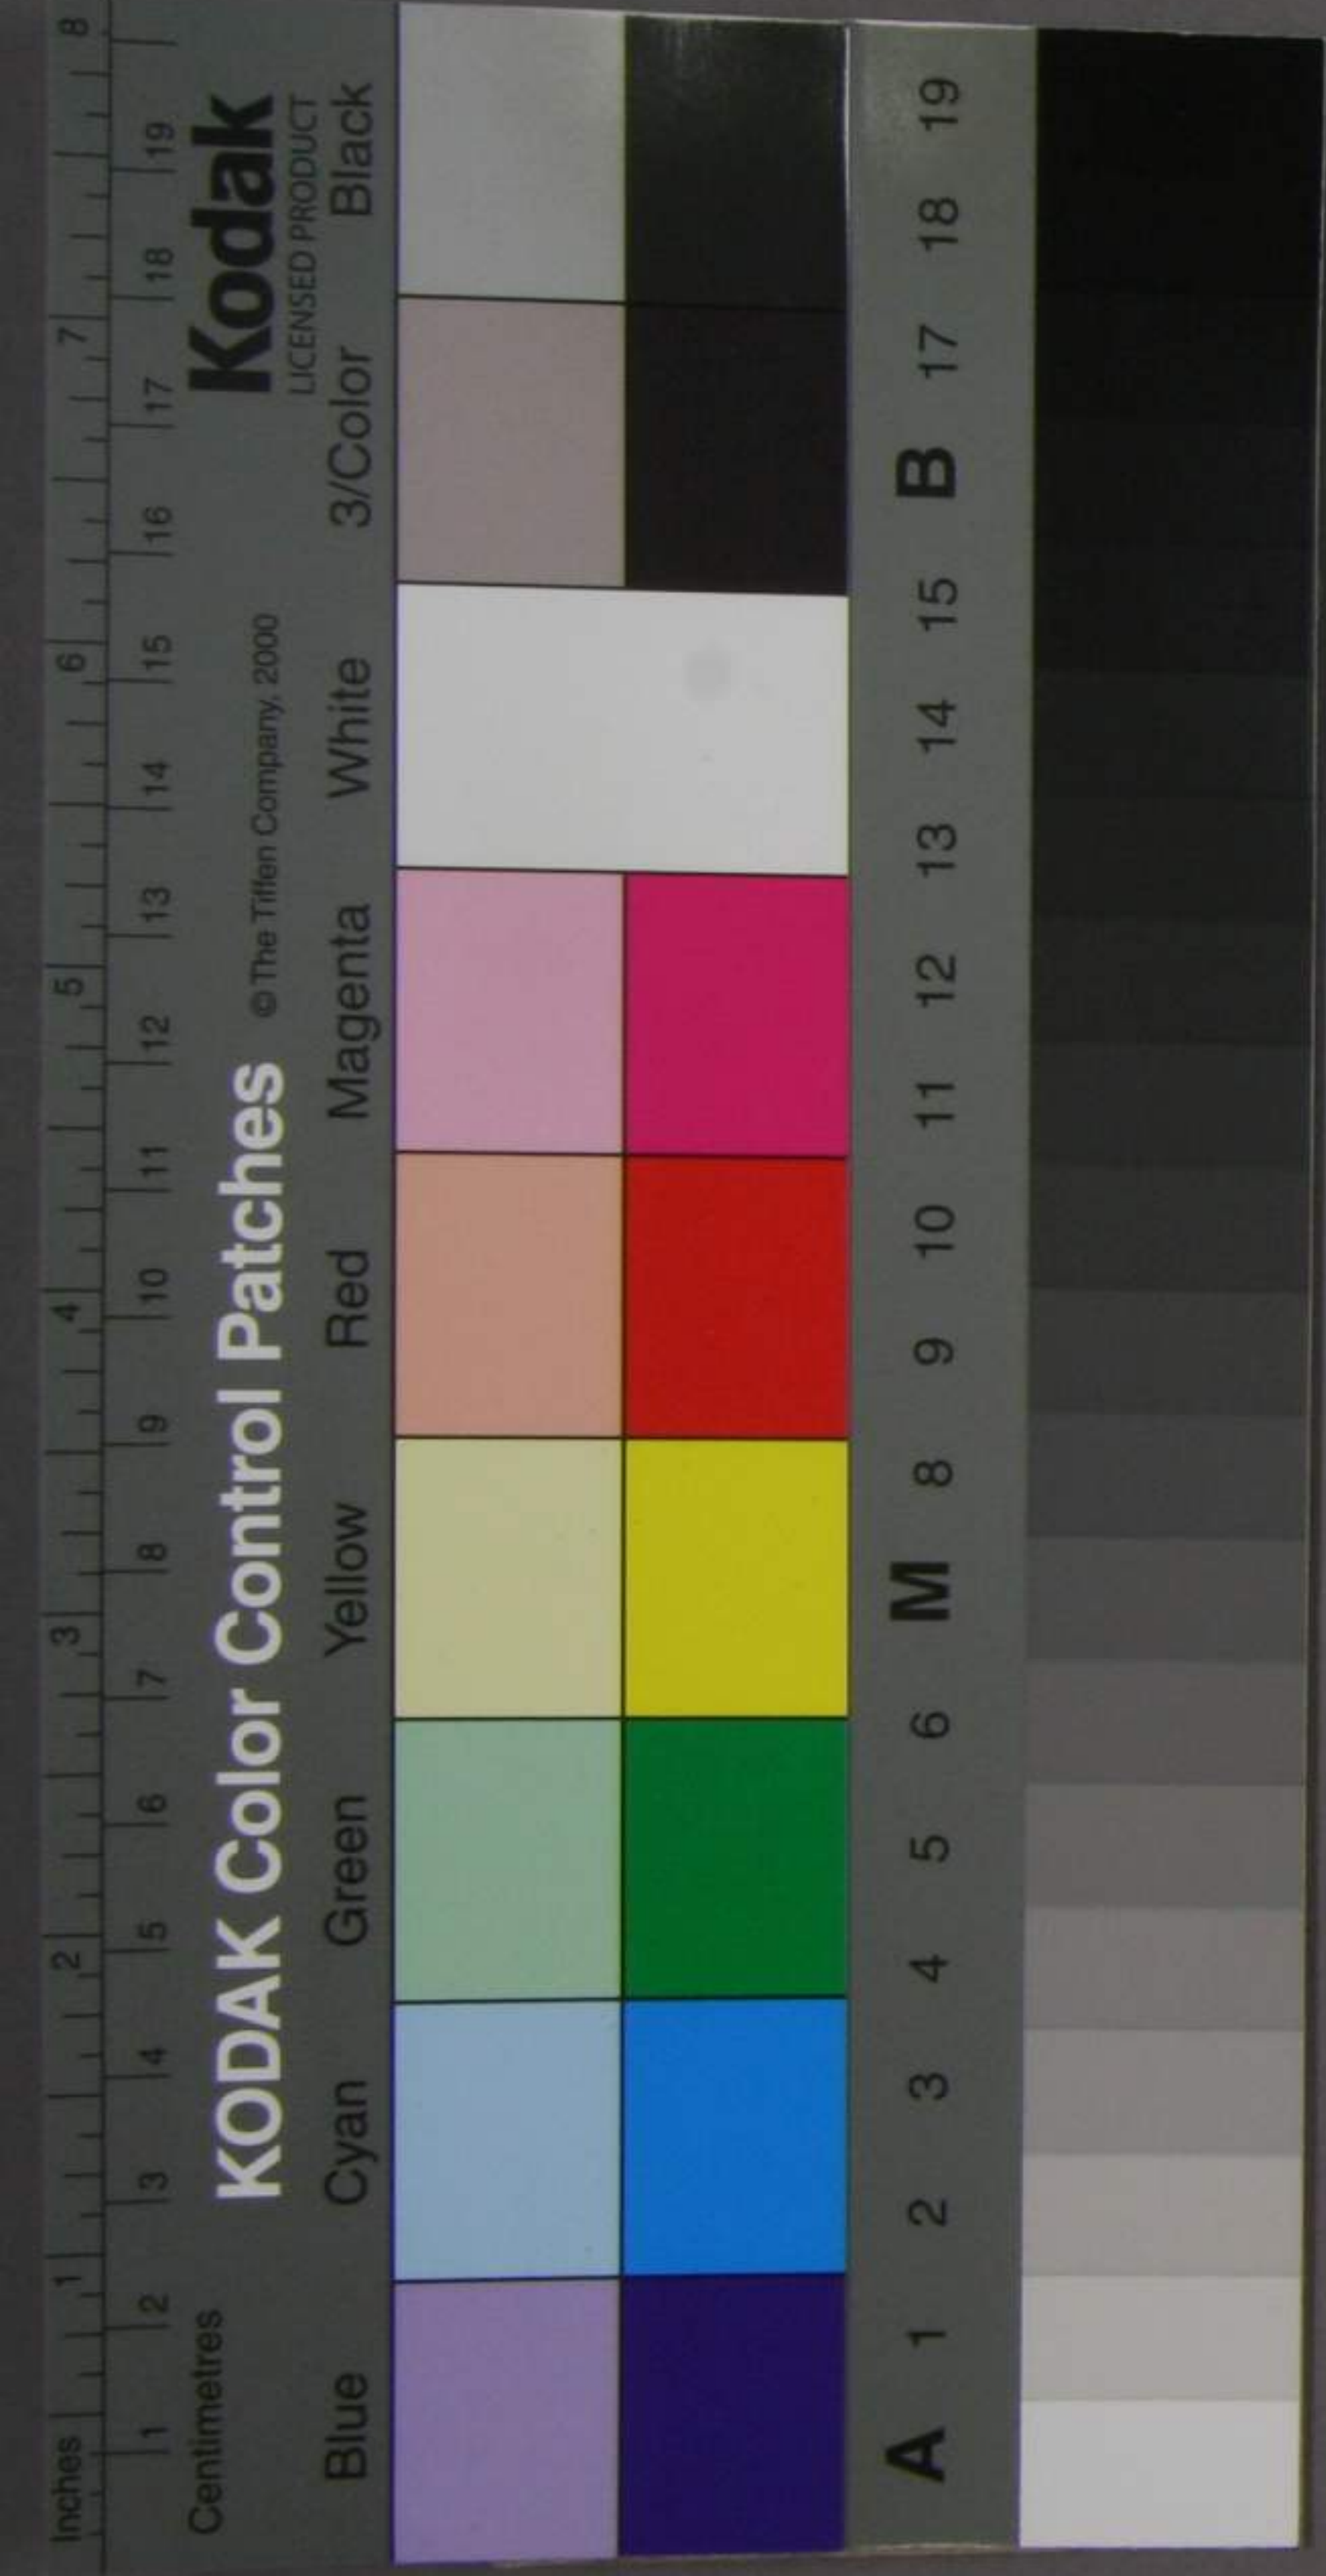 Inches 1 2 3 4 5 6 7 8
1 2 3 4 5 6 7 8 9 10 11 12 13 14 15 16 17 18 19
Centimetres
KODAK Color Control Patches © The Tiffen Company, 2000
Kodak
LICENSED PRODUCT
Blue Cyan Green Yellow Red Magenta White 3/Color Black
A 1 2 3 4 5 6 M 8 9 10 11 12 13 14 15 B 17 18 19